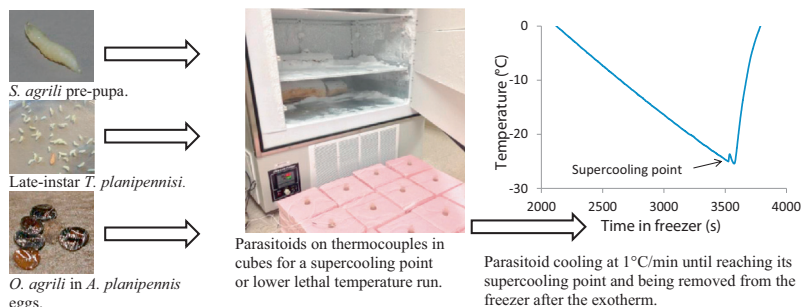 S. agrili pre-pupa.
Late-instar T. planipennisi.
O. agrili in A. planipennis
eggs.
Parasitoids on thermocouples in
cubes for a supercooling point
or lower lethal temperature run.
Temperature (°C)
0
-10
-20
-30
Supercooling point
2000 2500 3000 3500 4000
Time in freezer (s)
Parasitoid cooling at 1°C/min until reaching its
supercooling point and being removed from the
freezer after the exotherm.